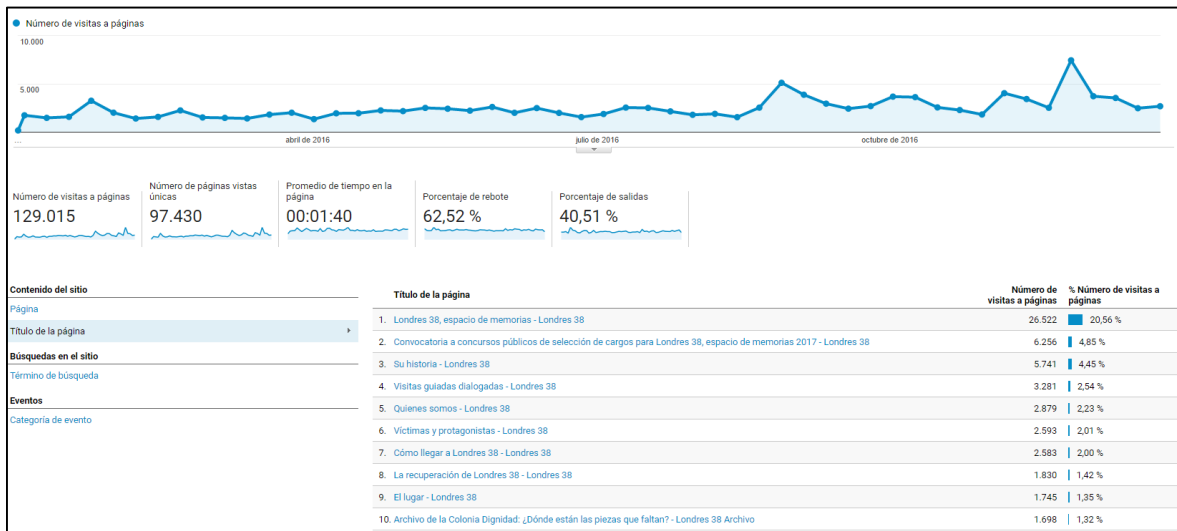 Número de visitas a páginas
10.000
5.000
...
abril de 2016
julio de 2016
octubre de 2016
Número de visitas a páginas
129.015
Número de páginas vistas
únicas
97.430
Promedio de tiempo en la
página
00:01:40
Porcentaje de rebote
62,52 %
Porcentaje de salidas
40,51 %
Contenido del sitio
Página
Título de la página
Búsquedas en el sitio
Término de búsqueda
Eventos
Categoría de evento
Título de la página
Número de
visitas a páginas
% Número de visitas a
páginas
1. Londres 38, espacio de memorias - Londres 38 26.522 20,56 %
2. Convocatoria a concursos públicos de selección de cargos para Londres 38, espacio de memorias 2017 - Londres 38 6.256 4,85 %
3. Su historia - Londres 38 5.741 4,45 %
4. Visitas guiadas dialogadas - Londres 38 3.281 2,54 %
5. Quienes somos - Londres 38 2.879 2,23 %
6. Víctimas y protagonistas - Londres 38 2.593 2,01 %
7. Cómo llegar a Londres 38 - Londres 38 2.583 2,00 %
8. La recuperación de Londres 38 - Londres 38 1.830 1,42 %
9. El lugar - Londres 38 1.745 1,35 %
10. Archivo de la Colonia Dignidad: ¿Dónde están las piezas que faltan? - Londres 38 Archivo 1.698 1,32 %